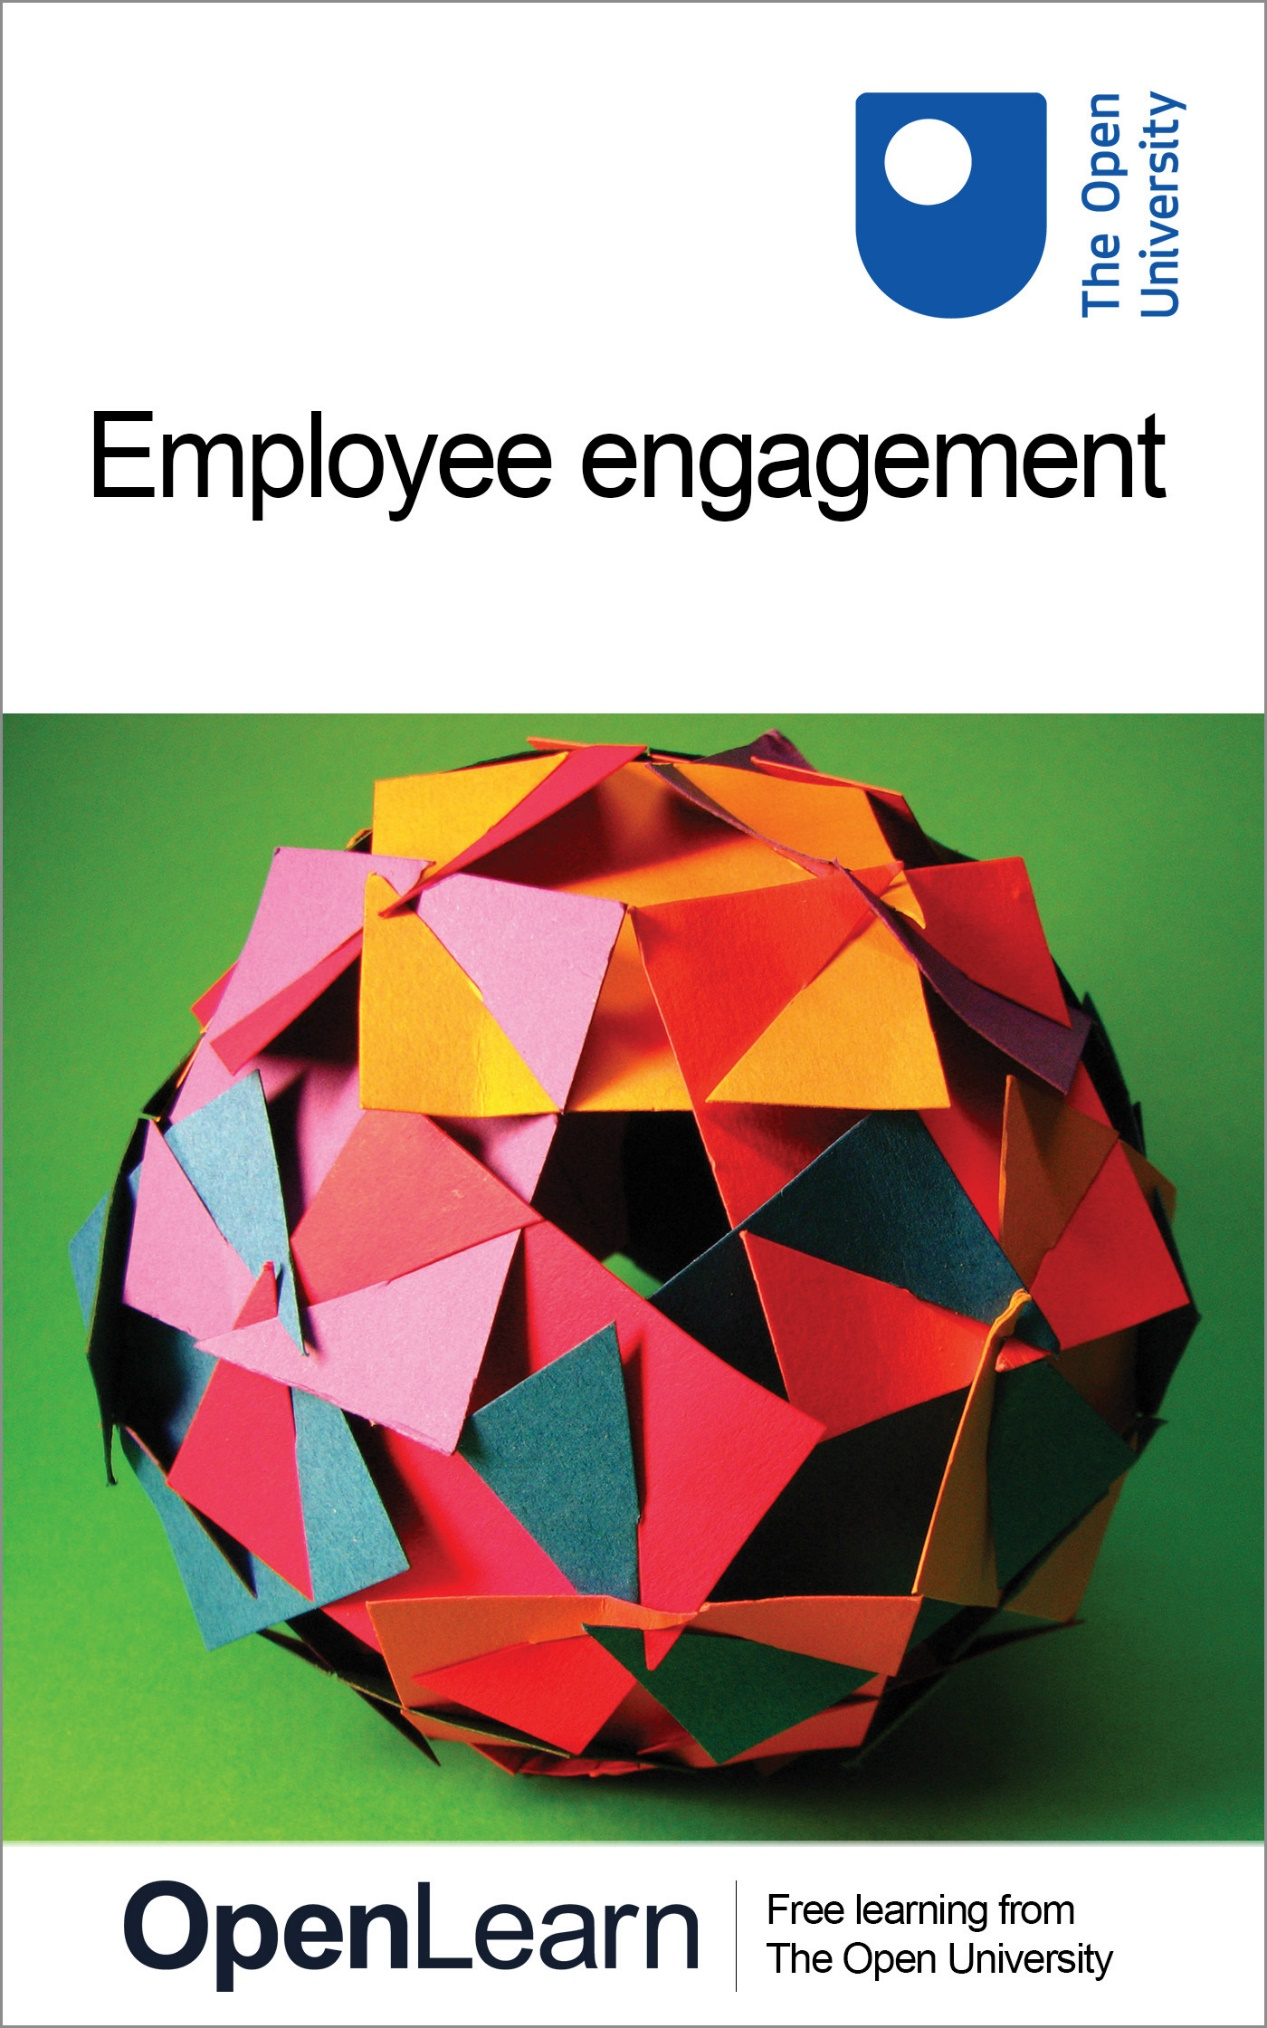 The Open
University
Employee engagement
OpenLearn
Free learning from
The Open University